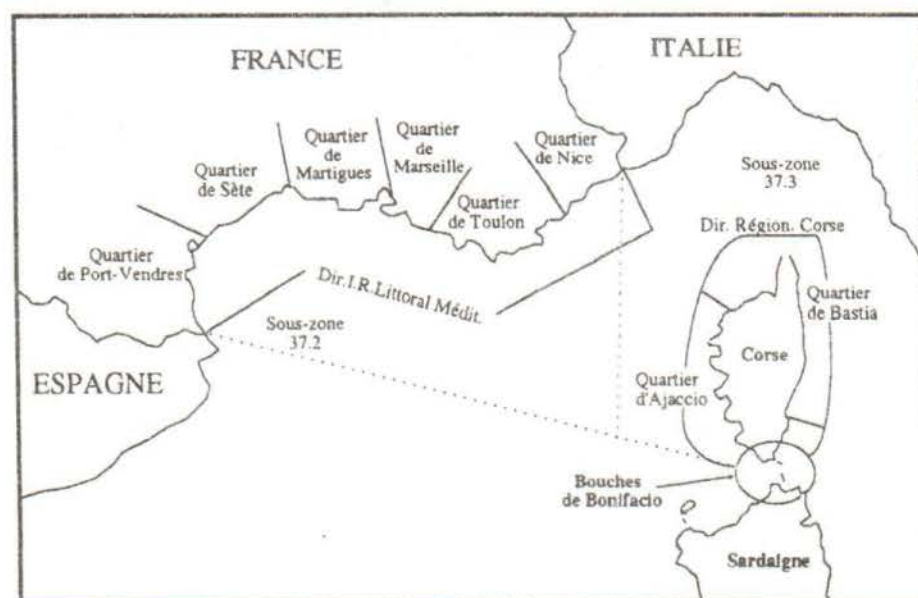 FRANCE
ITALIE
Quartier
de
Martigues
Quartier
de
Marseille
Quartier
de Nice
Quartier
de Sète
Sous-zone
37.3
Quartier
de Toulon
Dir. Région. Corse
Quartier
de Port-Vendres
Dir.I.R.Littoral Médit.
Quartier
de Bastia
Sous-zone
37.2
Corse
ESPAGNE
Quartier
d'Ajaccio
Bouches
de Bonifacio
Sardaigne